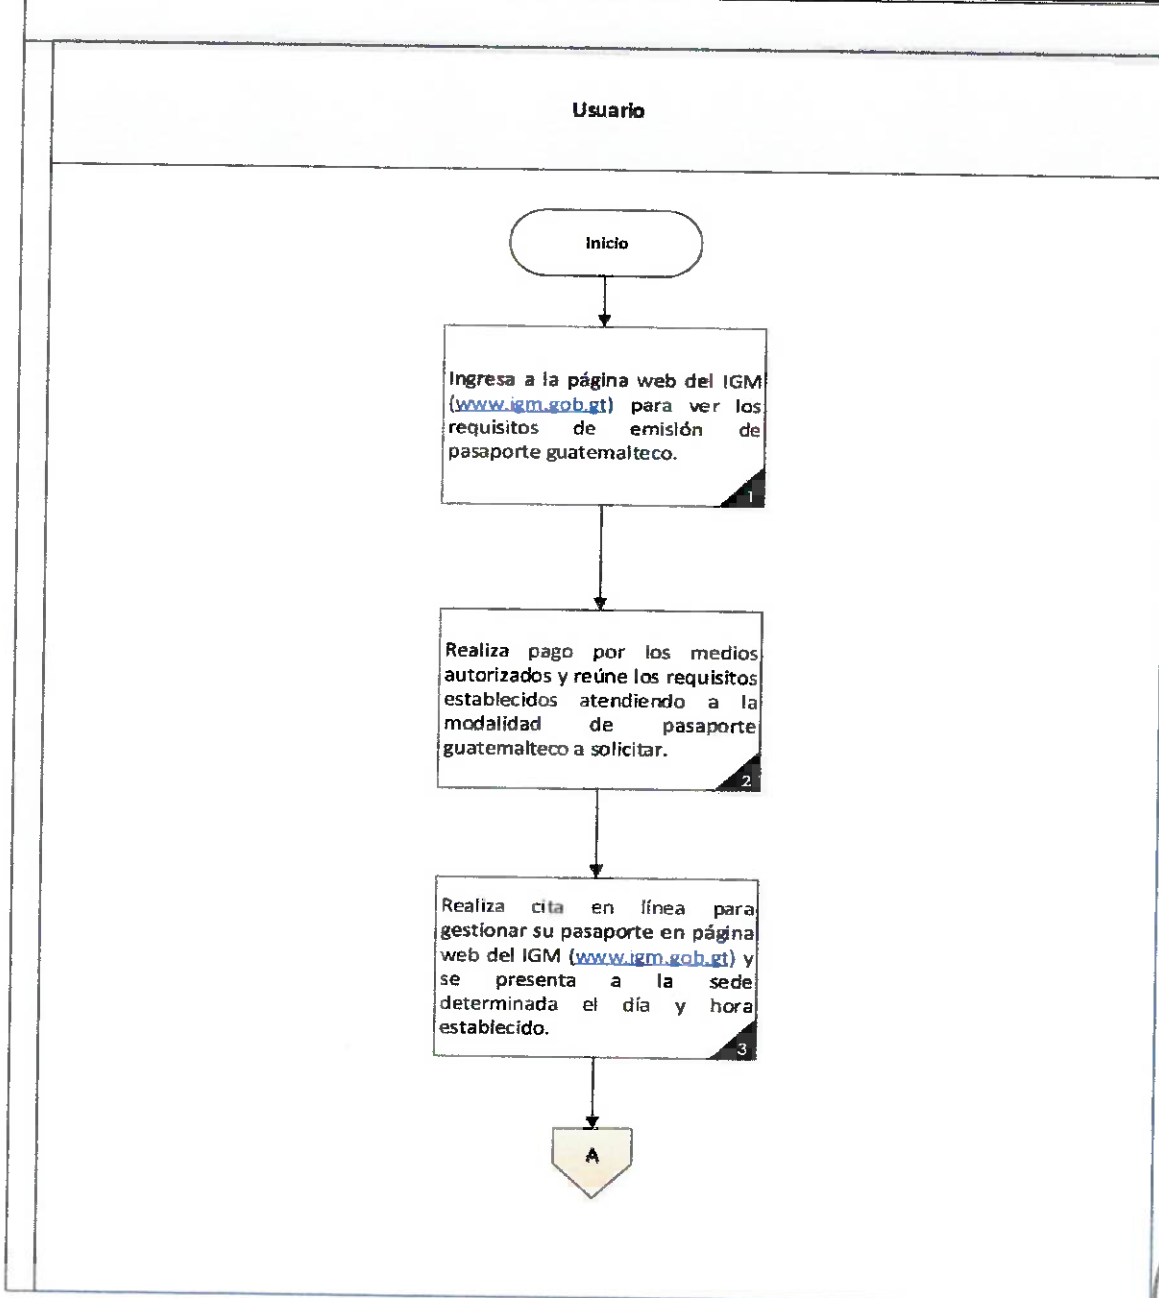 Usuario
Inicio
Ingresa a la página web del IGM
(www.igm.gob.gt) para ver los
requisitos de emisión de
pasaporte guatemalteco.
1
Realiza pago por los medios
autorizados y reúne los requisitos
establecidos atendiendo a la
modalidad de pasaporte
guatemalteco a solicitar.
2
Realiza cita en línea para
gestionar su pasaporte en página
web del IGM (www.igm.gob.gt) y
se presenta a la sede
determinada el día y hora
establecido.
3
A